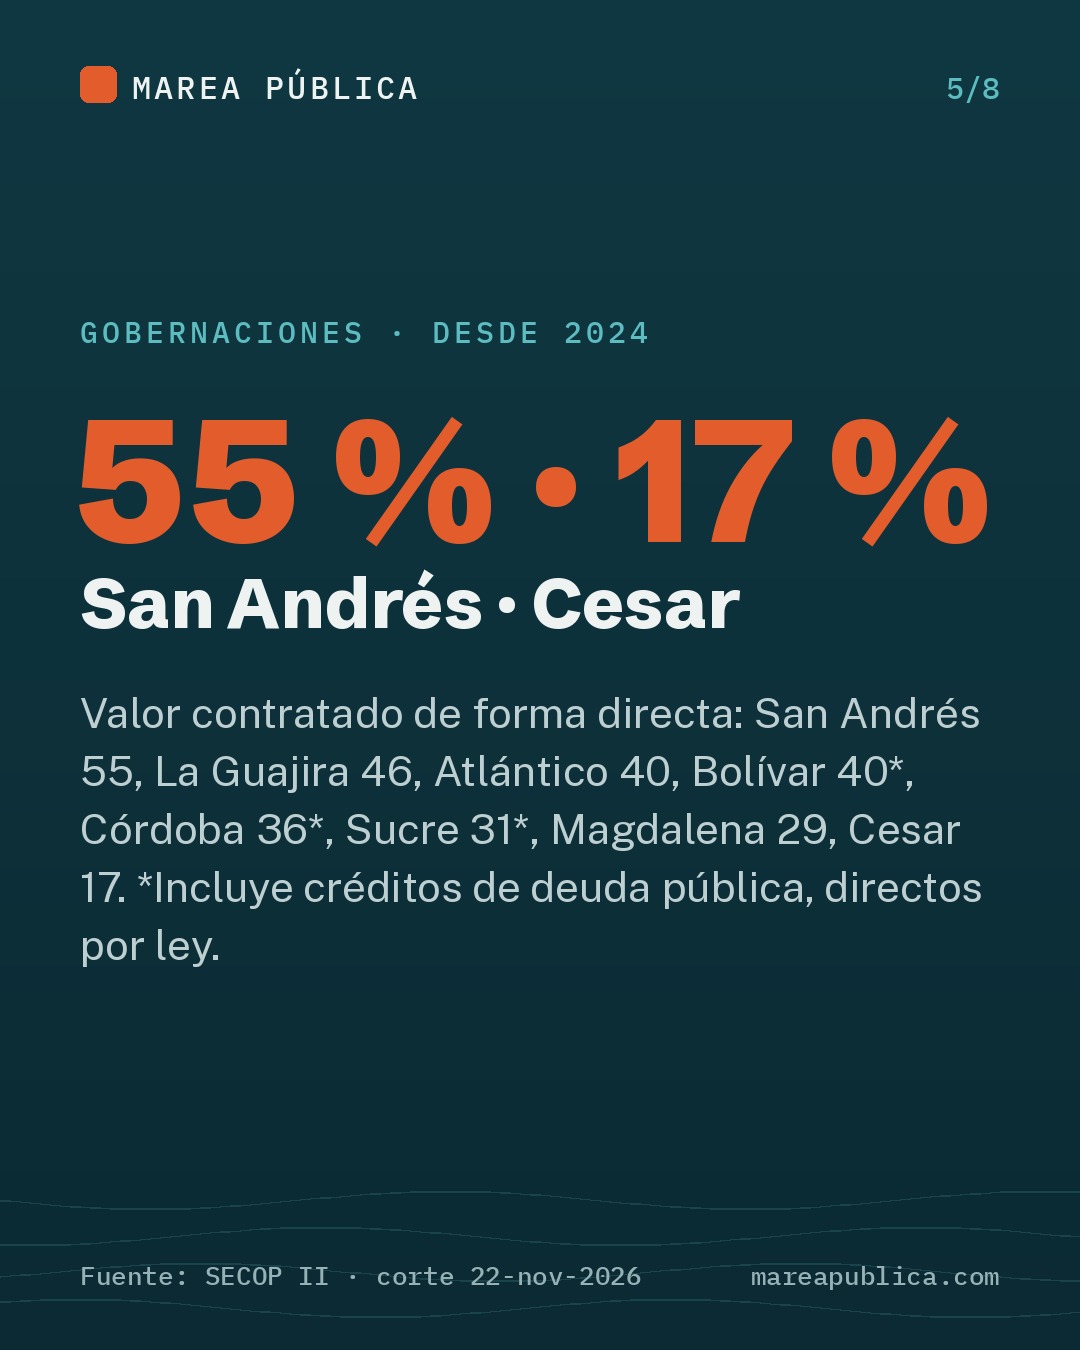 MAREA PÚBLICA
5/8
GOBERNACIONES · DESDE 2024
55 % · 17 %
San Andrés · Cesar
Valor contratado de forma directa: San Andrés
55, La Guajira 46, Atlántico 40, Bolívar 40*,
Córdoba 36*, Sucre 31*, Magdalena 29, Cesar
17. *Incluye créditos de deuda pública, directos
por ley.
Fuente: SECOP II · corte 22-nov-2026
mareapublica.com